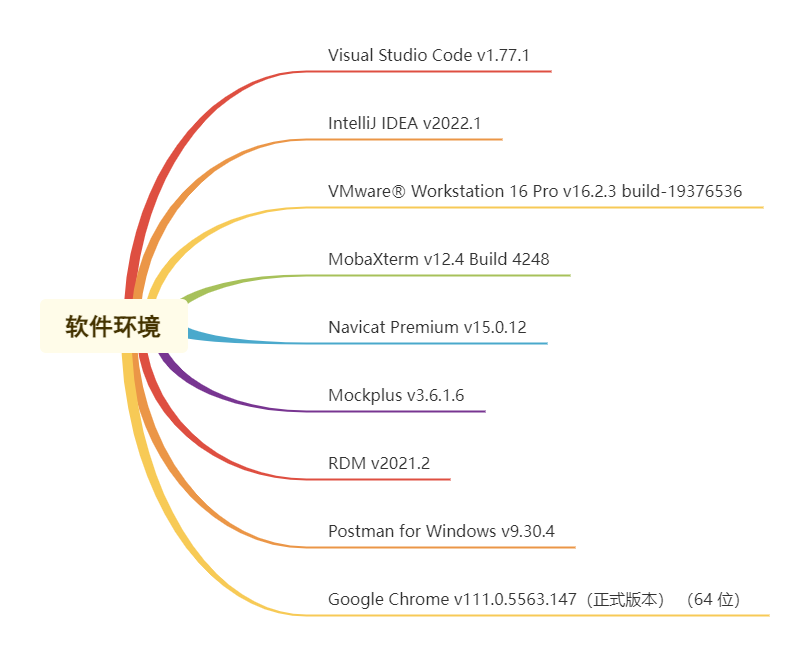 Visual Studio Code v1.77.1
IntelliJ IDEA v2022.1
VMware® Workstation 16 Pro v16.2.3 build-19376536
MobaXterm v12.4 Build 4248
软件环境
Navicat Premium v15.0.12
Mockplus v3.6.1.6
RDM v2021.2
Postman for Windows v9.30.4
Google Chrome v111.0.5563.147（正式版本） （64 位）